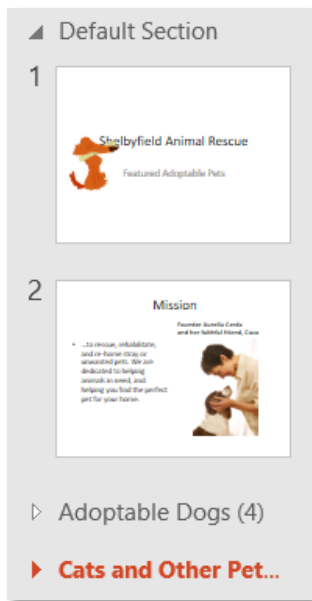 Default Section
1
Shelbyfield Animal Rescue
Featured Adoptable Pets
2
Mission
Founder Aurelia Cerda
and her faithful friend, Coco
• ...to rescue, rehabilitate,
and re-home stray or
unwanted pets. We are
dedicated to helping
animals in need, and
helping you find the perfect
pet for your home.
Adoptable Dogs (4)
Cats and Other Pet...